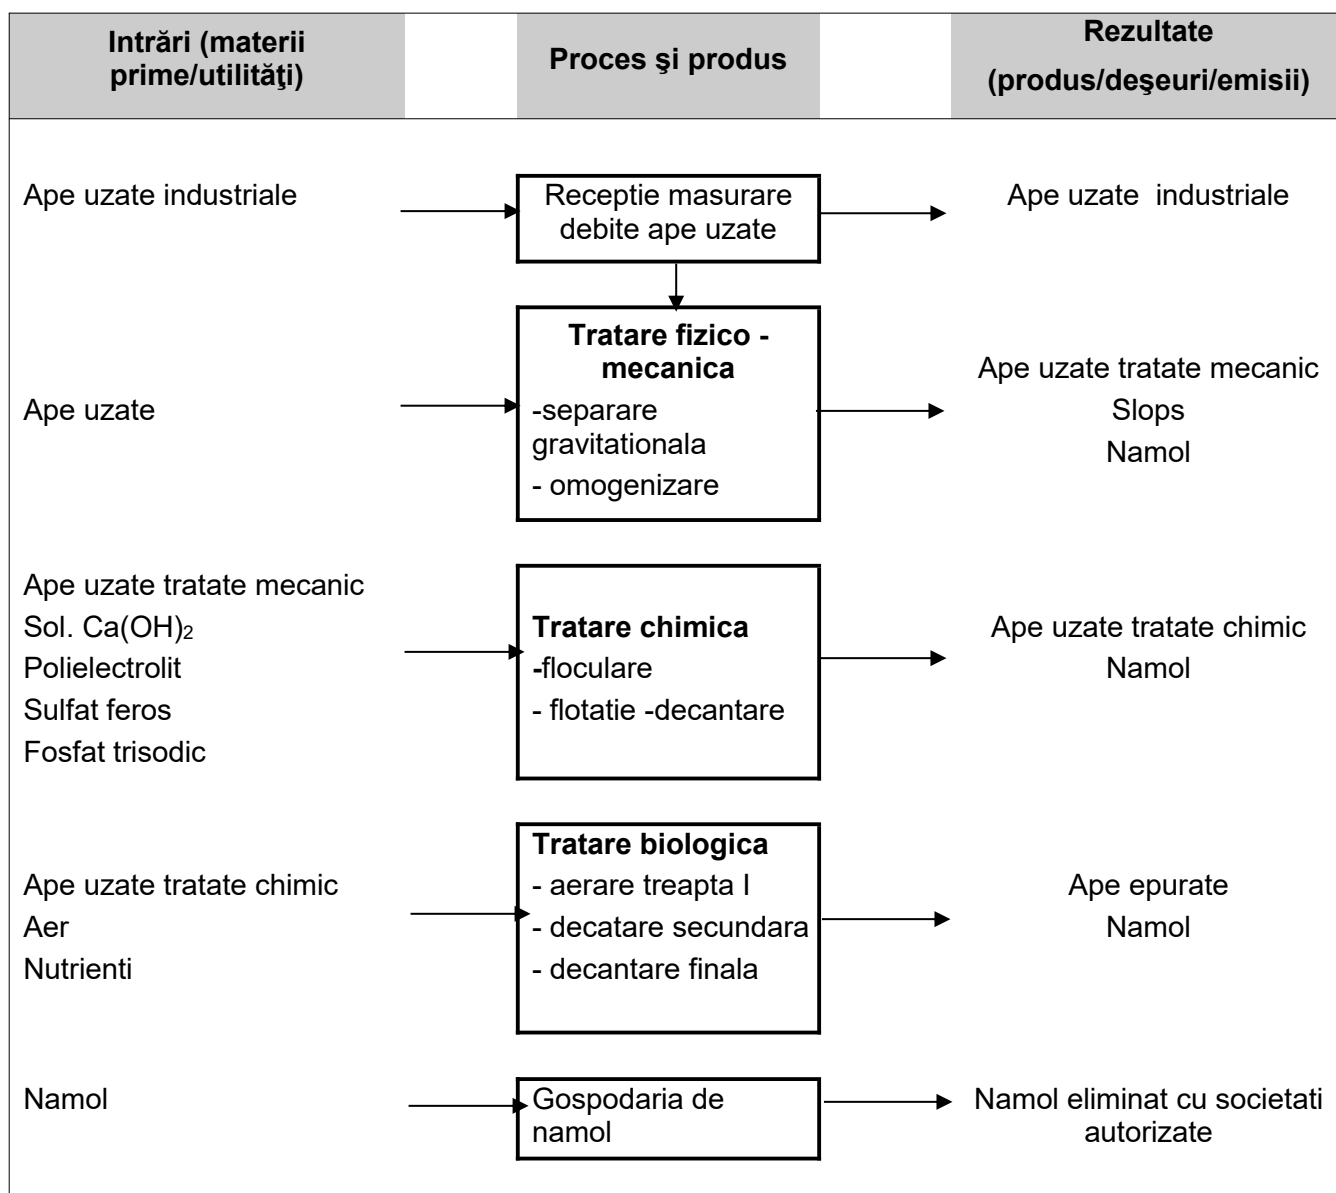 Intrări (materii
prime/utilităţi)
Proces şi produs
Rezultate
(produs/deşeuri/emisii)
Ape uzate industriale
Receptie masurare
debite ape uzate
Ape uzate industriale
Ape uzate
Tratare fizico -
mecanica
-separare
gravitationala
- omogenizare
Ape uzate tratate mecanic
Slops
Namol
Ape uzate tratate mecanic
Sol. Ca(OH)₂
Polielectrolit
Sulfat feros
Fosfat trisodic
Tratare chimica
-floculare
- flotatie -decantare
Ape uzate tratate chimic
Namol
Ape uzate tratate chimic
Aer
Nutrienti
Tratare biologica
- aerare treapta I
- decatare secundara
- decantare finala
Ape epurate
Namol
Namol
Gospodaria de
namol
Namol eliminat cu societati
autorizate